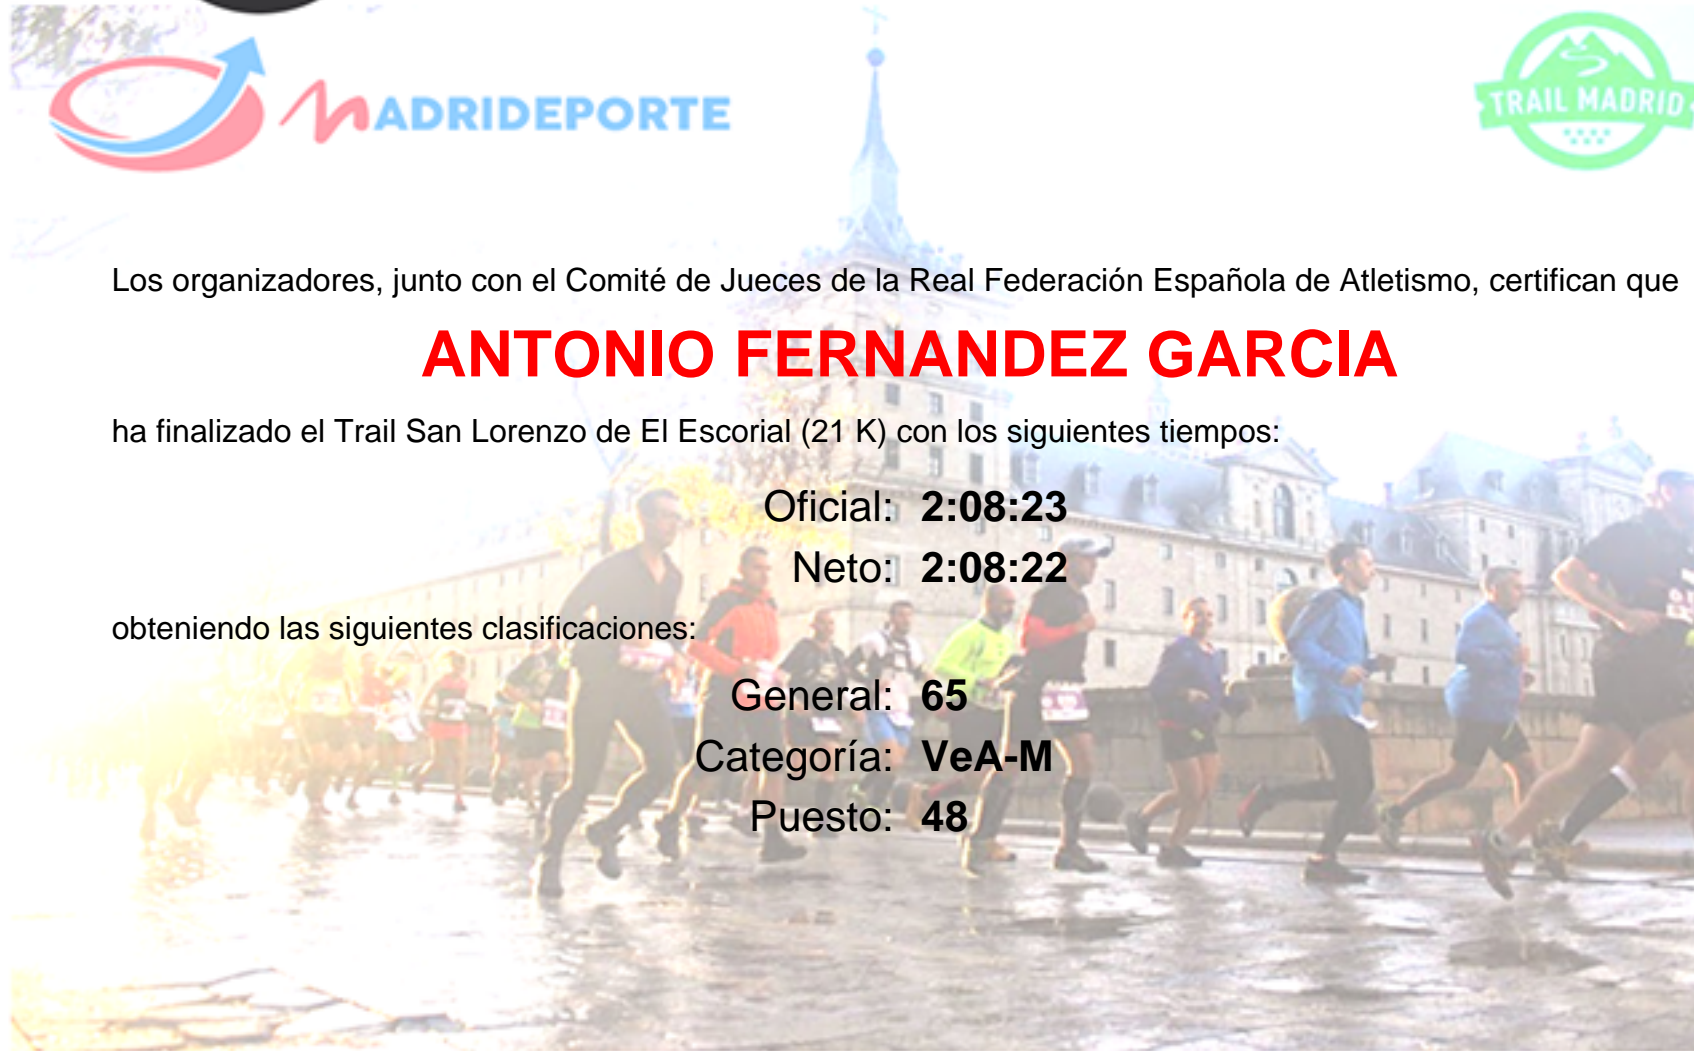 MADRIDEPORTE
TRAIL MADRID
Los organizadores, junto con el Comité de Jueces de la Real Federación Española de Atletismo, certifican que
ANTONIO FERNANDEZ GARCIA
ha finalizado el Trail San Lorenzo de El Escorial (21 K) con los siguientes tiempos:
Oficial: 2:08:23
Neto: 2:08:22
obteniendo las siguientes clasificaciones:
General: 65
Categoría: VeA-M
Puesto: 48